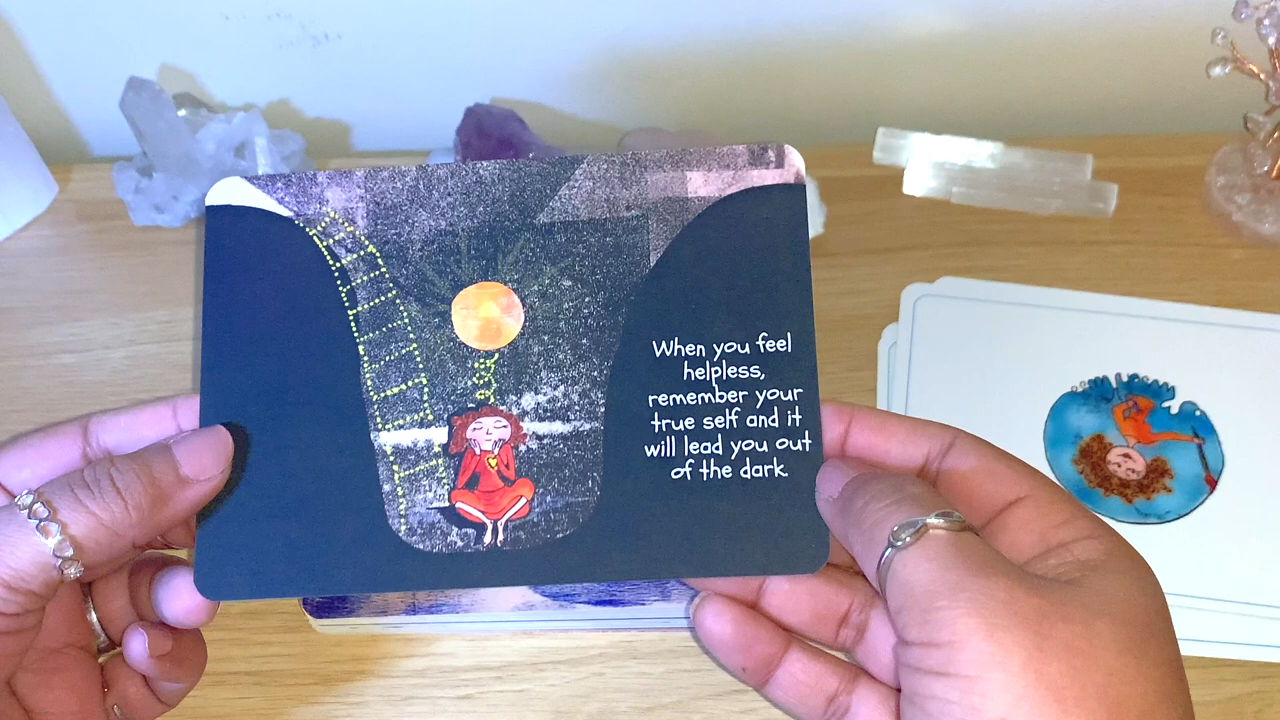 When you feel
helpless,
remember your
true self and it
will lead you out
of the dark.